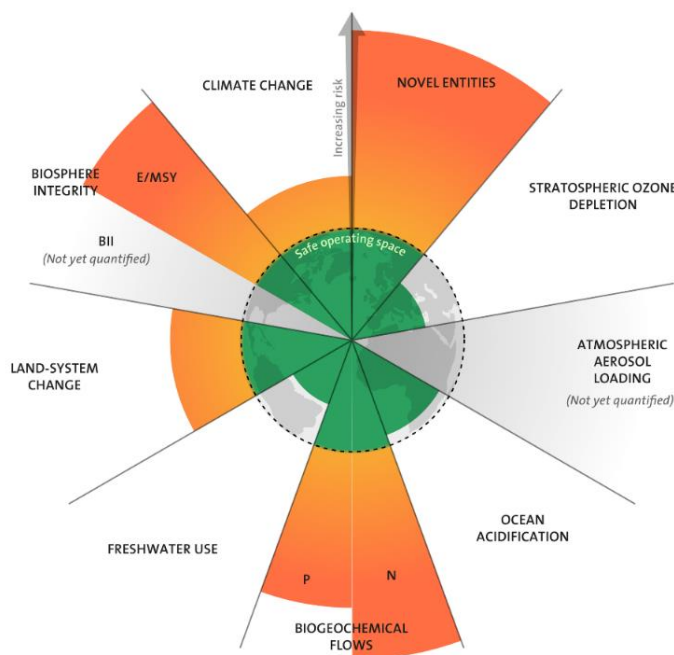 CLIMATE CHANGE
Increasing risk
NOVEL ENTITIES
BIOSPHERE
INTEGRITY
E/MSY
STRATOSPHERIC OZONE
DEPLETION
BII
(Not yet quantified)
Safe operating space
LAND-SYSTEM
CHANGE
ATMOSPHERIC
AEROSOL
LOADING
(Not yet quantified)
FRESHWATER USE
OCEAN
ACIDIFICATION
P
N
BIOGEOCHEMICAL
FLOWS